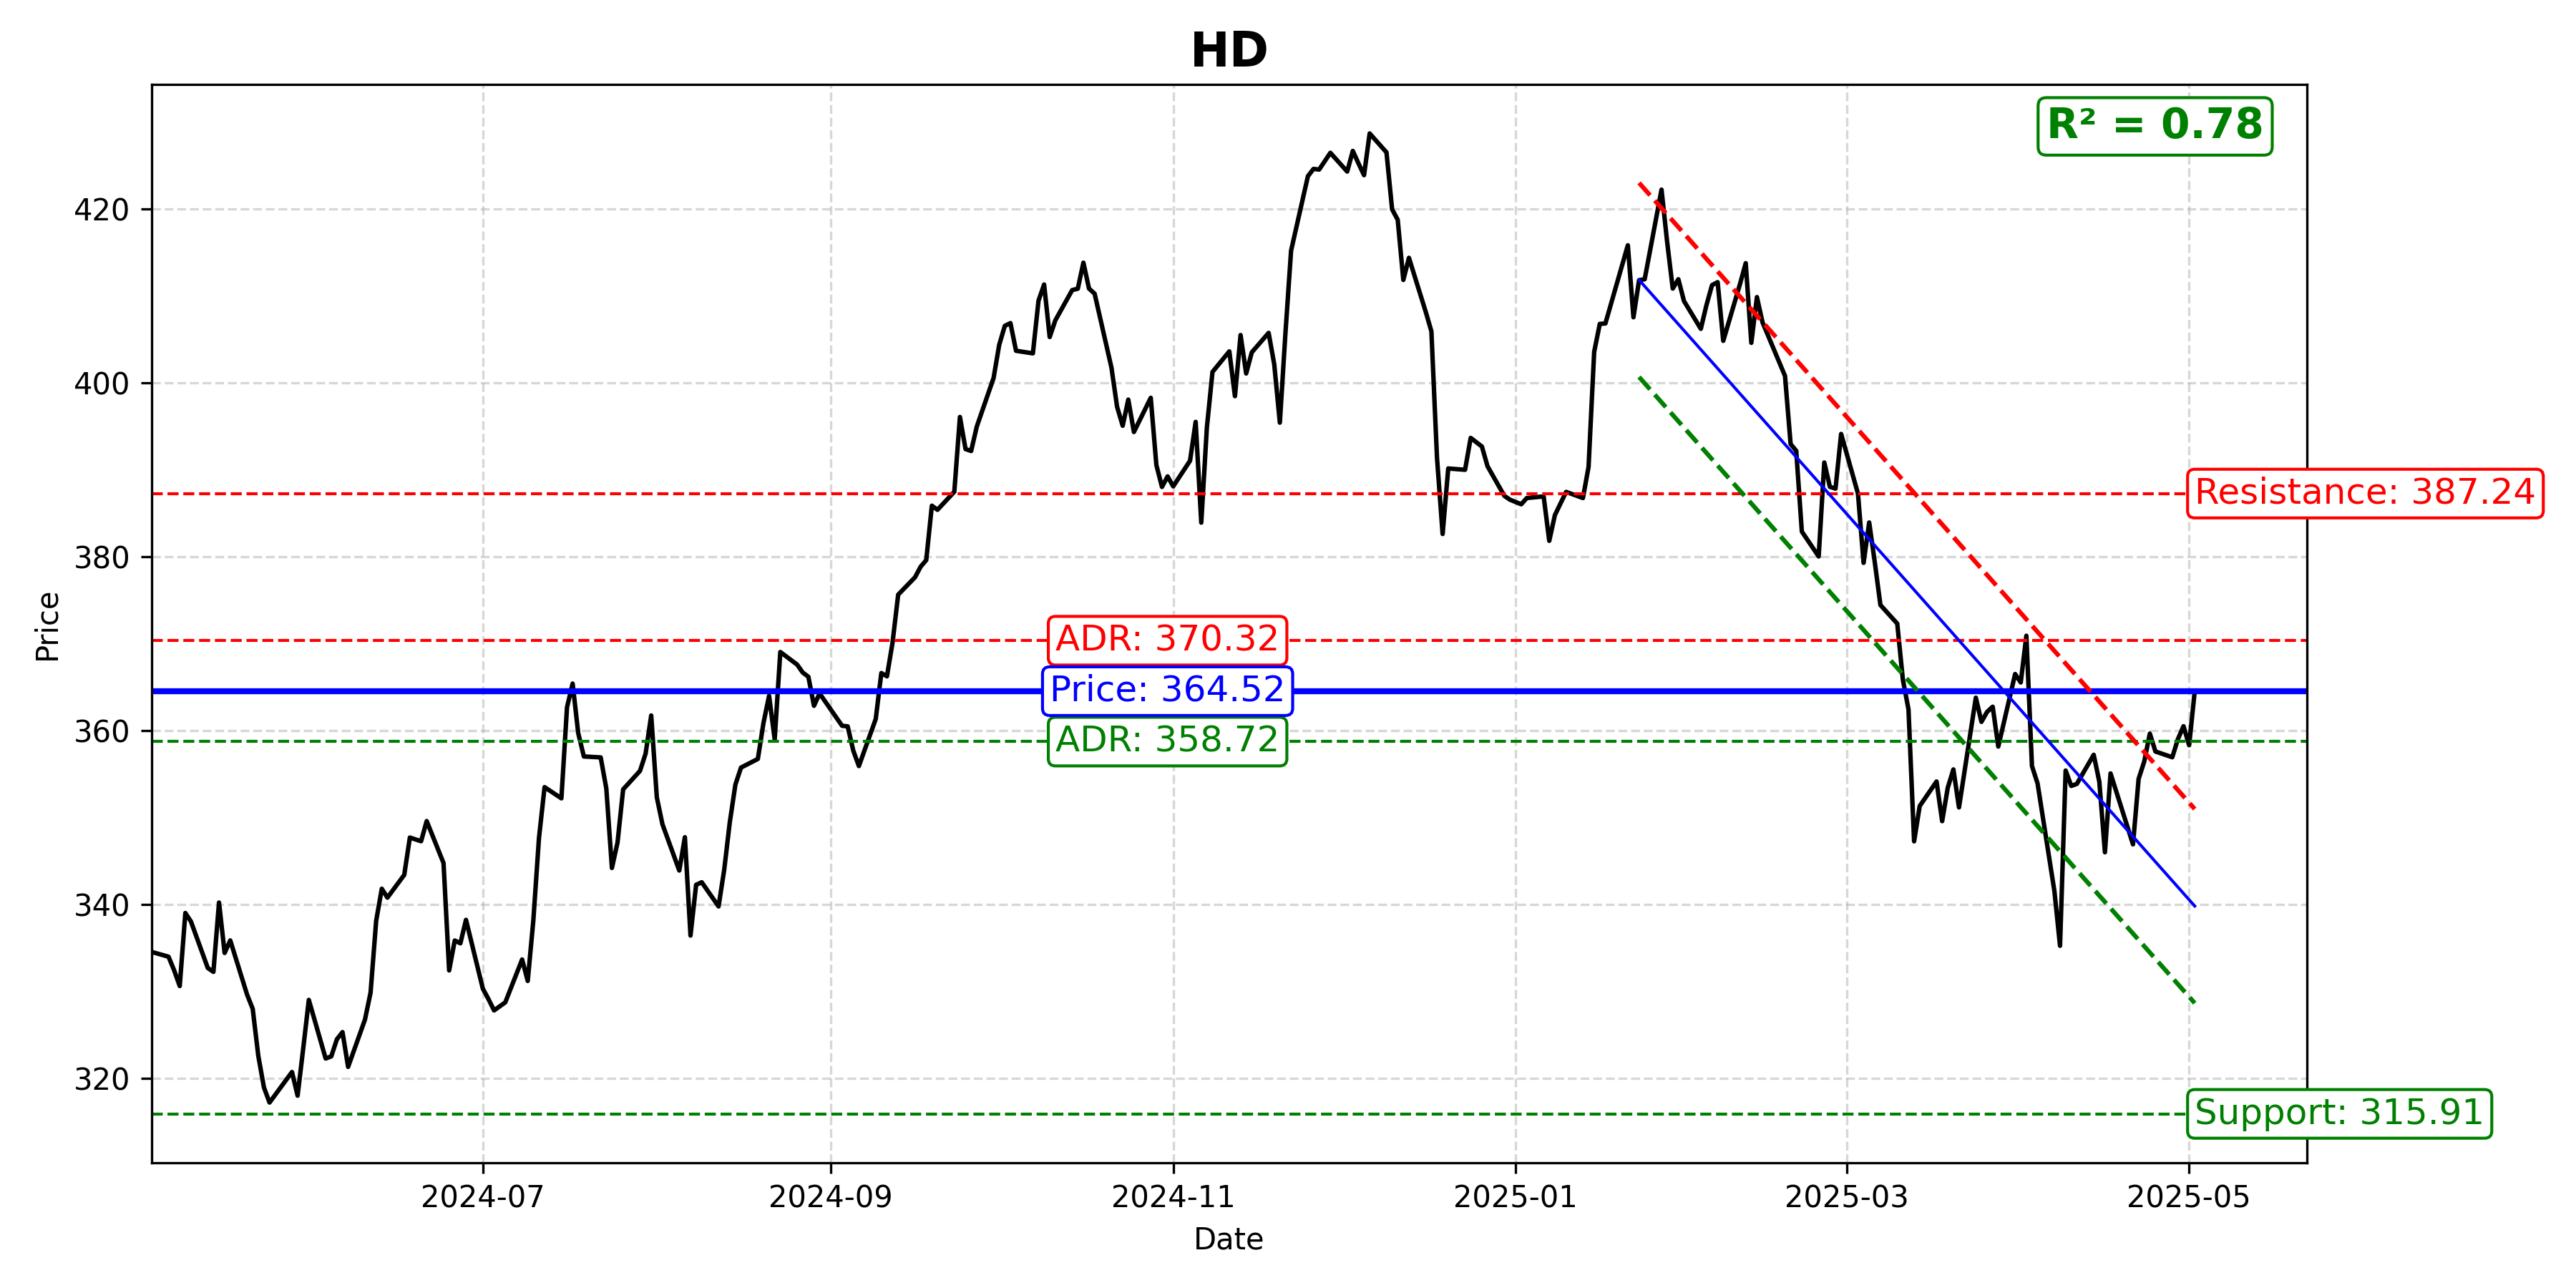 HD
R² = 0.78
420
400
380
360
340
320
Price
Resistance: 387.24
ADR: 370.32
Price: 364.52
ADR: 358.72
Support: 315.91
2024-07
2024-09
2024-11
2025-01
2025-03
2025-05
Date